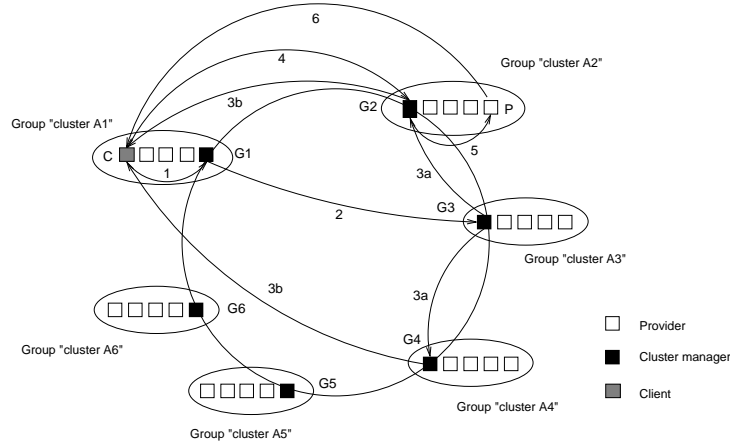 6
Group "cluster A2"
4
3b
G2
P
Group "cluster A1"
C
G1
1
5
3a
2
G3
Group "cluster A3"
3b
3a
G6
Provider
G4
Group "cluster A6"
Cluster manager
G5
Client
Group "cluster A4"
Group "cluster A5"